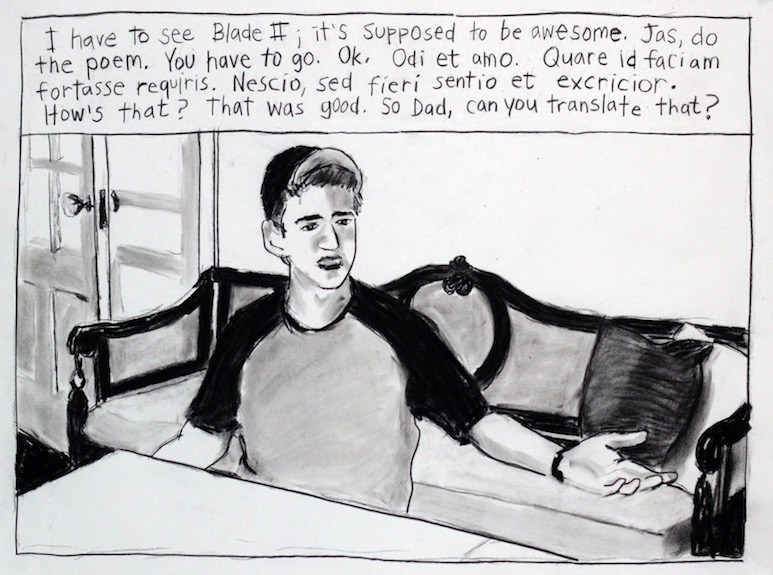 I have to see Blade II; it's supposed to be awesome. Jas, do
the poem. You have to go. Ok. Odi et amo. Quare id faciam
fortasse requiris. Nescio, sed fieri sentio et excricior.
How's that? That was good. So Dad, can you translate that?